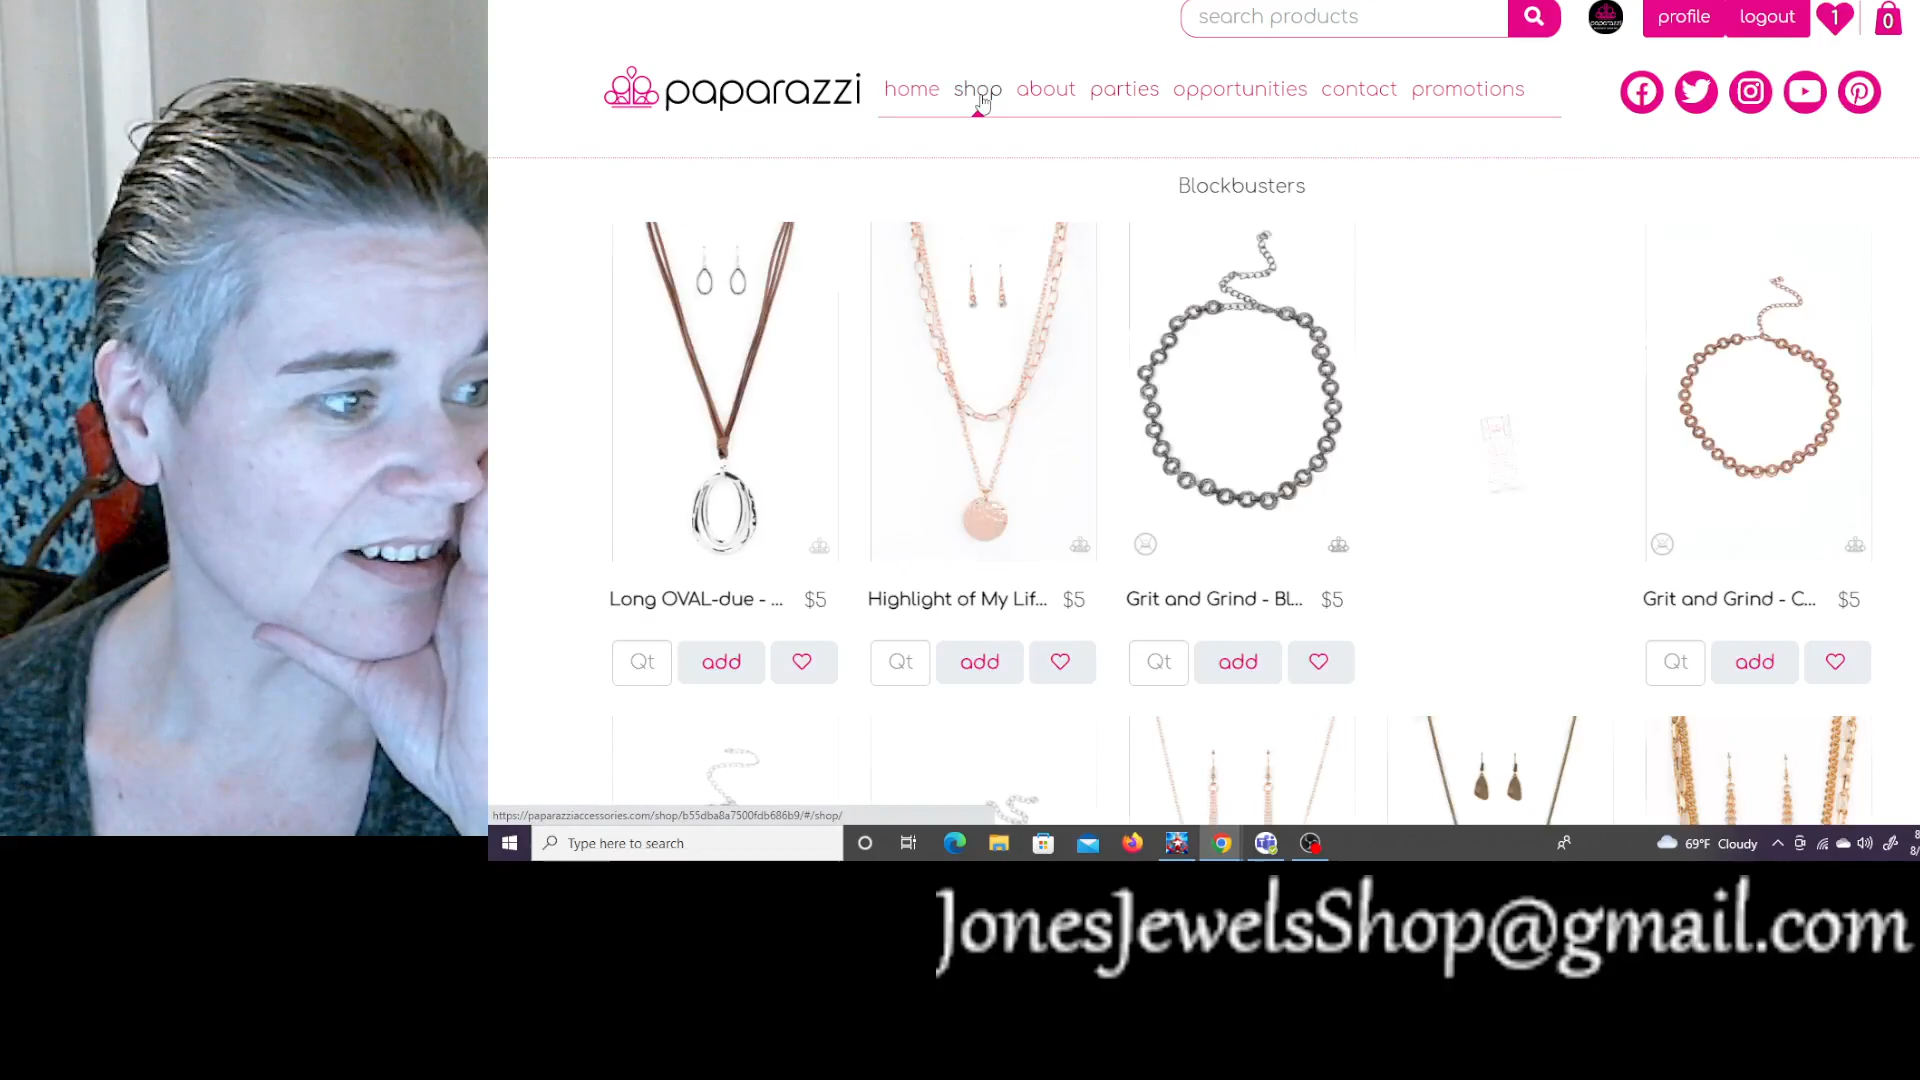 search products
profile
logout
1
0
paparazzi
home shop about parties opportunities contact promotions
Blockbusters
Long OVAL-due - ... $5
Highlight of My Lif... $5
Grit and Grind - Bl... $5
Grit and Grind - C... $5
Qt add
Qt add
Qt add
Qt add
https://paparazziaccessories.com/shop/b55dba8a7500fdb686b9/#/shop/
Type here to search
69°F Cloudy
JonesJewelsShop@gmail.com